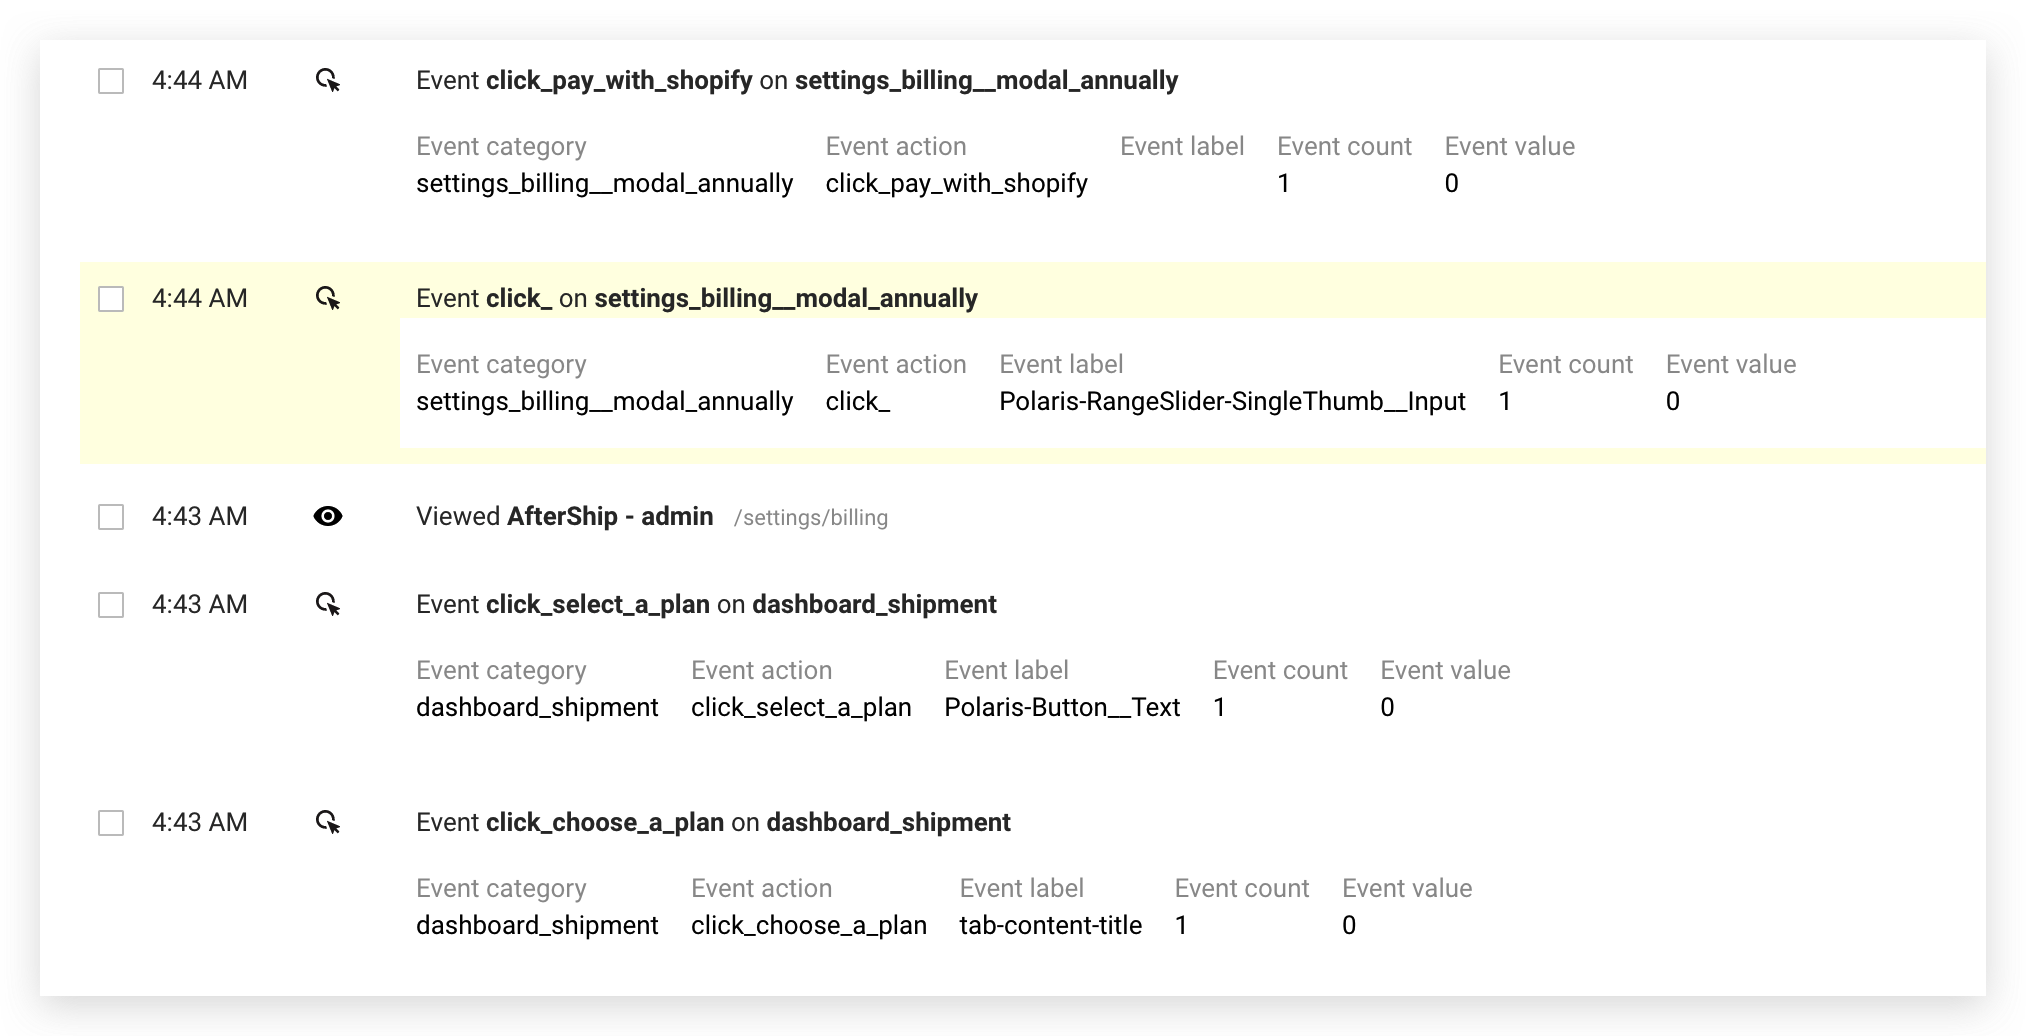 4:44 AM Event click_pay_with_shopify on settings_billing__modal_annually
Event category Event action Event label Event count Event value
settings_billing__modal_annually click_pay_with_shopify 1 0
4:44 AM Event click_ on settings_billing__modal_annually
Event category Event action Event label Event count Event value
settings_billing__modal_annually click_ Polaris-RangeSlider-SingleThumb__Input 1 0
4:43 AM Viewed AfterShip - admin /settings/billing
4:43 AM Event click_select_a_plan on dashboard_shipment
Event category Event action Event label Event count Event value
dashboard_shipment click_select_a_plan Polaris-Button__Text 1 0
4:43 AM Event click_choose_a_plan on dashboard_shipment
Event category Event action Event label Event count Event value
dashboard_shipment click_choose_a_plan tab-content-title 1 0